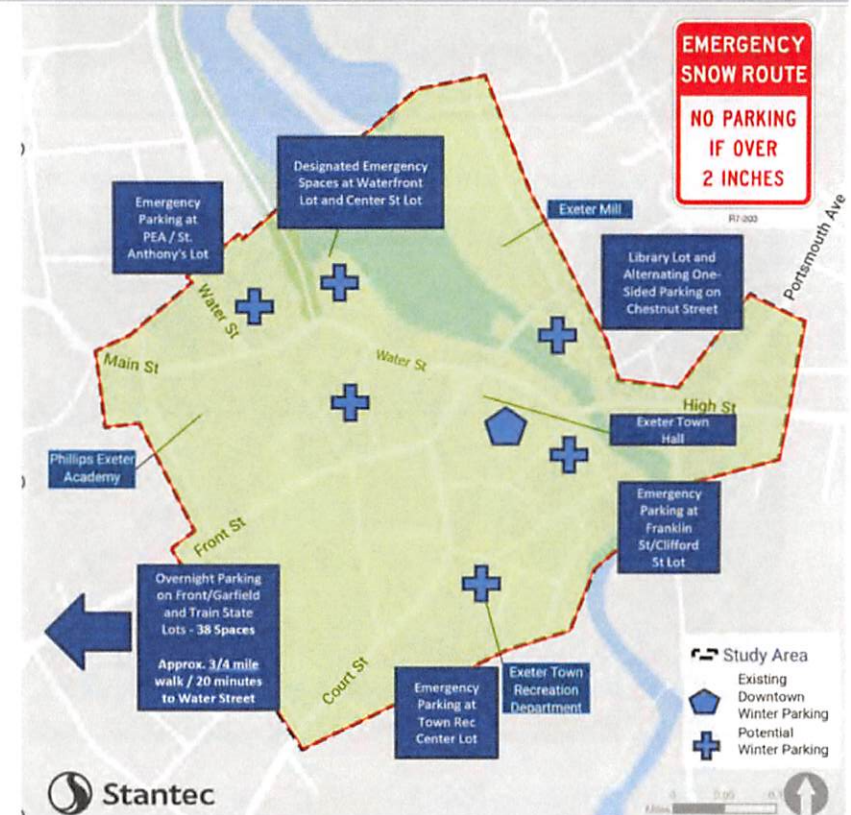 EMERGENCY
SNOW ROUTE
NO PARKING
IF OVER
2 INCHES
R7-203
Designated Emergency
Spaces at Waterfront
Lot and Center St Lot
Emergency
Parking at
PEA / St.
Anthony's Lot
Exeter Mill
Library Lot and
Alternating One-
Sided Parking on
Chestnut Street
Portsmouth Ave
Water St
Main St
Water St
High St
Exeter Town
Hall
Phillips Exeter
Academy
Emergency
Parking at
Franklin
St/Clifford
St Lot
Front St
Overnight Parking
on Front/Garfield
and Train State
Lots - 38 Spaces
Approx. 3/4 mile
walk / 20 minutes
to Water Street
Court St
Emergency
Parking at
Town Rec
Center Lot
Exeter Town
Recreation
Department
Study Area
Existing
Downtown
Winter Parking
Potential
Winter Parking
Stantec
Miles